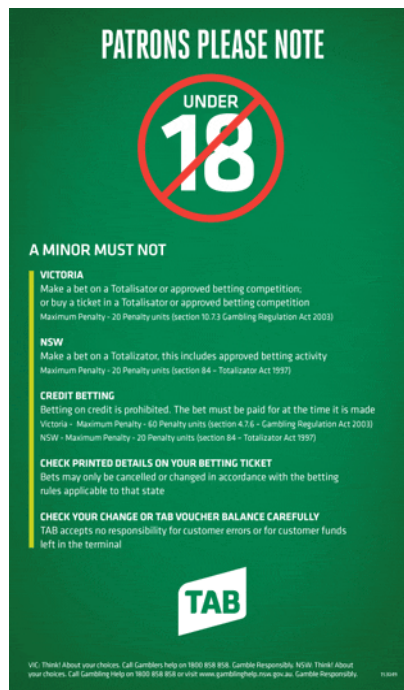 PATRONS PLEASE NOTE
UNDER
18
A MINOR MUST NOT
VICTORIA
Make a bet on a Totalisator or approved betting competition;
or buy a ticket in a Totalisator or approved betting competition
Maximum Penalty - 20 Penalty units (section 10.7.3 Gambling Regulation Act 2003)
NSW
Make a bet on a Totalizator, this includes approved betting activity
Maximum Penalty - 20 Penalty units (section 84 – Totalizator Act 1997)
CREDIT BETTING
Betting on credit is prohibited. The bet must be paid for at the time it is made
Victoria - Maximum Penalty - 60 Penalty units (section 4.7.6 – Gambling Regulation Act 2003)
NSW – Maximum Penalty - 20 Penalty units (section 84 – Totalizator Act 1997)
CHECK PRINTED DETAILS ON YOUR BETTING TICKET
Bets may only be cancelled or changed in accordance with the betting
rules applicable to that state
CHECK YOUR CHANGE OR TAB VOUCHER BALANCE CAREFULLY
TAB accepts no responsibility for customer errors or for customer funds
left in the terminal
TAB
VIC: Think! About your choices. Call Gamblers help on 1800 858 858. Gamble Responsibly. NSW: Think! About
your choices. Call Gambling Help on 1800 858 858 or visit www.gamblinghelp.nsw.gov.au. Gamble Responsibly.